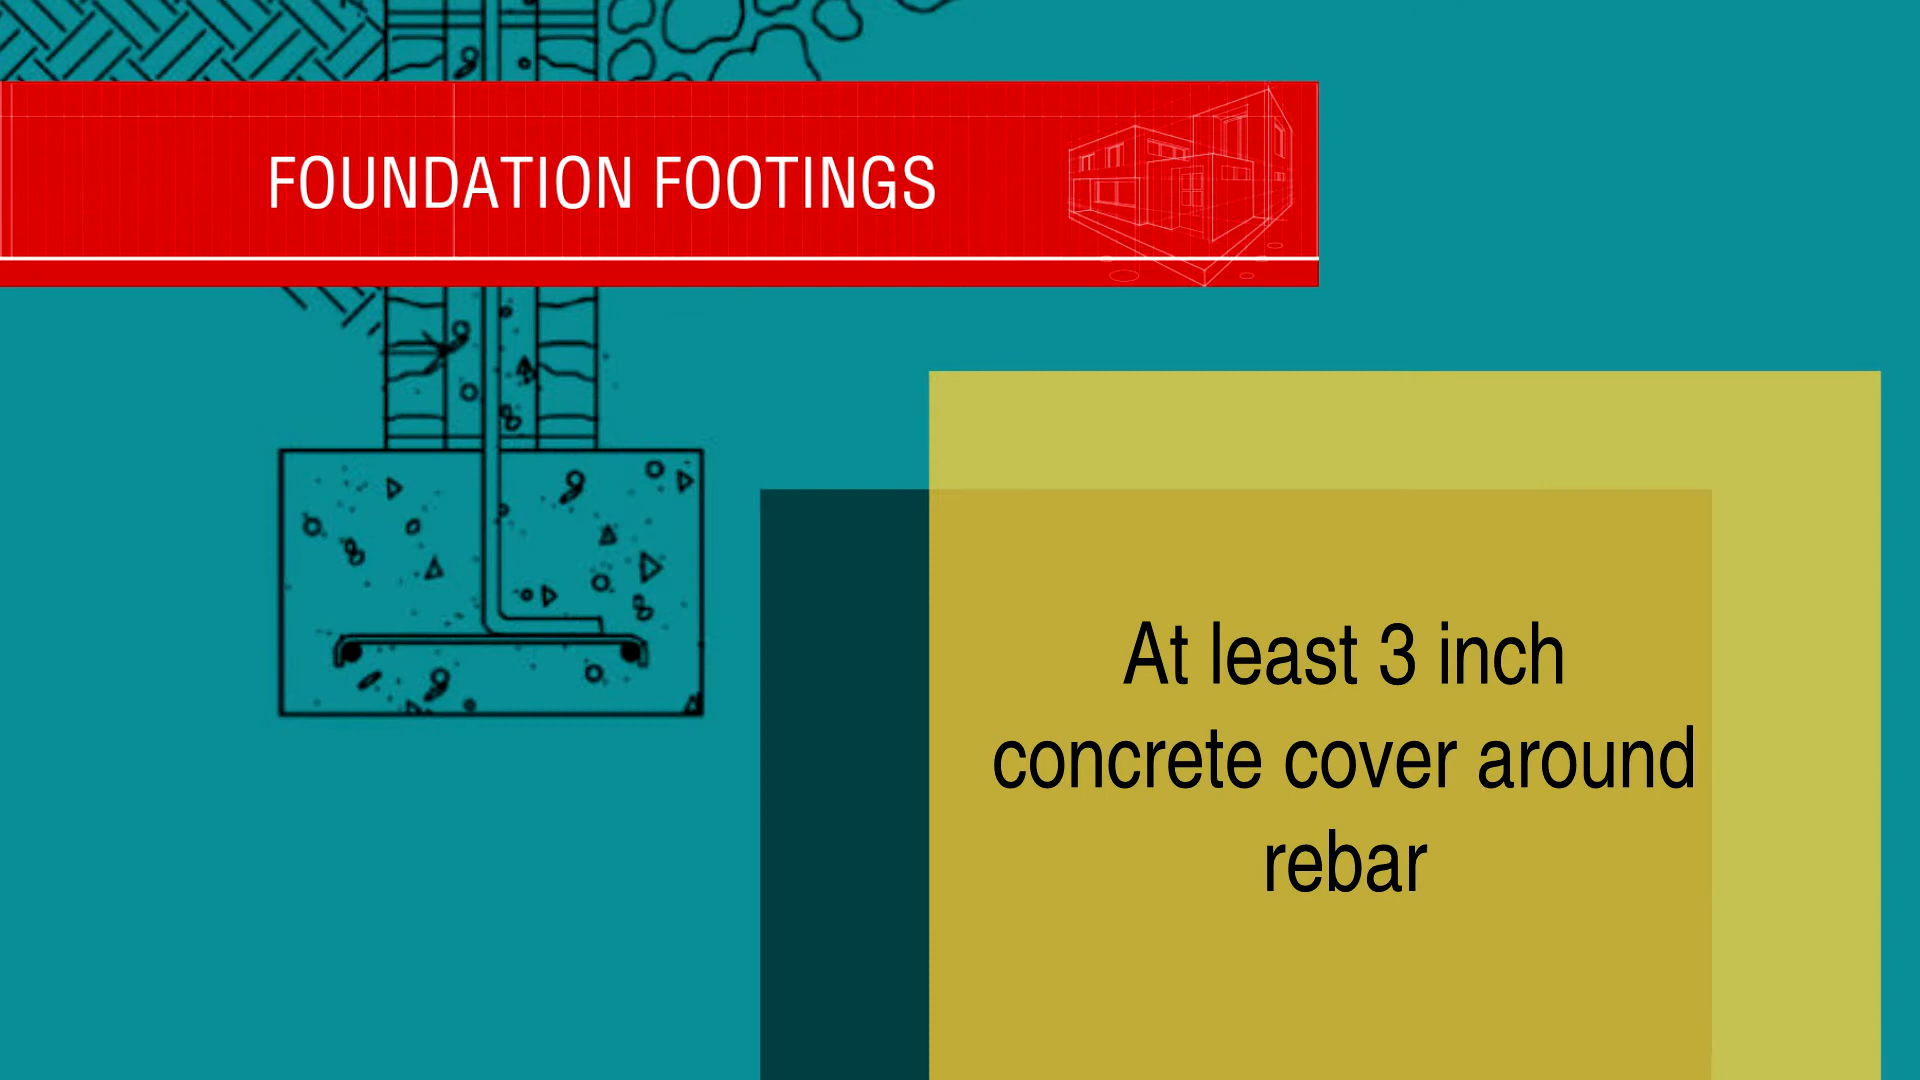 FOUNDATION FOOTINGS
At least 3 inch
concrete cover around
rebar